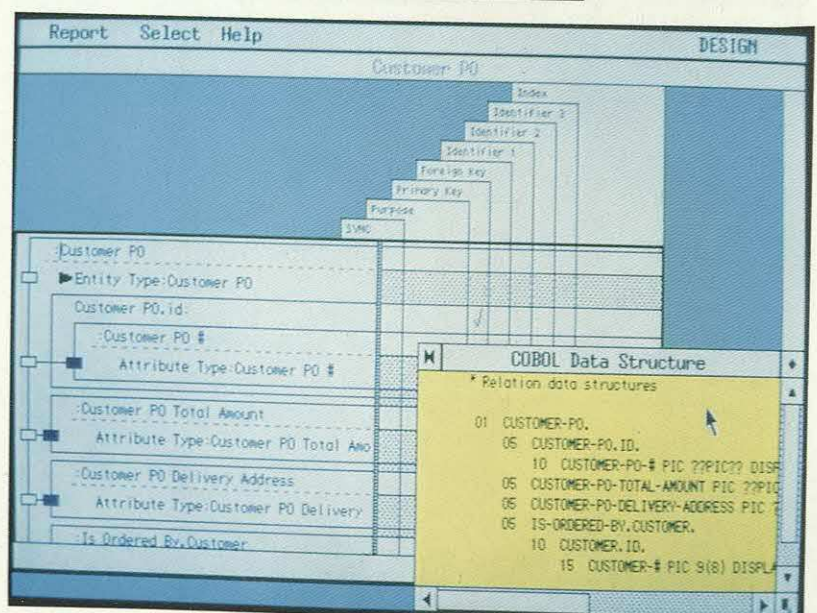 Report Select Help
DESIGN
Customer PO
Index
Identifier 3
Identifier 2
Identifier 1
Foreign Key
Primary Key
Purpose
SYNC
:Customer PO
Entity Type:Customer PO
Customer PO.id:
:Customer PO #
Attribute Type:Customer PO #
:Customer PO Total Amount
Attribute Type:Customer PO Total Amo
:Customer PO Delivery Address
Attribute Type:Customer PO Delivery
:Is Ordered By.Customer
COBOL Data Structure
* Relation data structures
01 CUSTOMER-PO.
05 CUSTOMER-PO.ID.
10 CUSTOMER-PO-# PIC ??PIC?? DISP
05 CUSTOMER-PO-TOTAL-AMOUNT PIC ??PIC
05 CUSTOMER-PO-DELIVERY-ADDRESS PIC ?
05 IS-ORDERED-BY.CUSTOMER.
10 CUSTOMER.ID.
15 CUSTOMER-# PIC 9(8) DISPLA